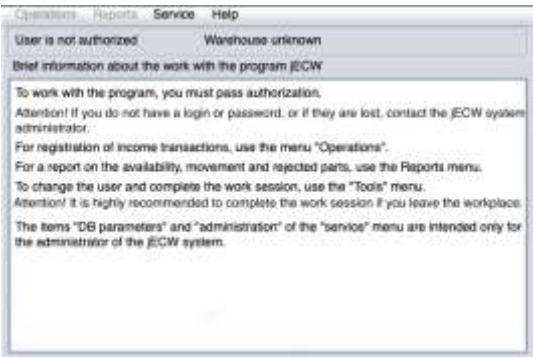 Operations Reports Service Help
User is not authorized Warehouse unknown
Brief information about the work with the program jECW
To work with the program, you must pass authorization.
Attention! If you do not have a login or password, or if they are lost, contact the jECW system
administrator.
For registration of income transactions, use the menu "Operations".
For a report on the availability, movement and rejected parts, use the Reports menu.
To change the user and complete the work session, use the "Tools" menu.
Attention! It is highly recommended to complete the work session if you leave the workplace.
The items "DB parameters" and "administration" of the "service" menu are intended only for
the administrator of the jECW system.